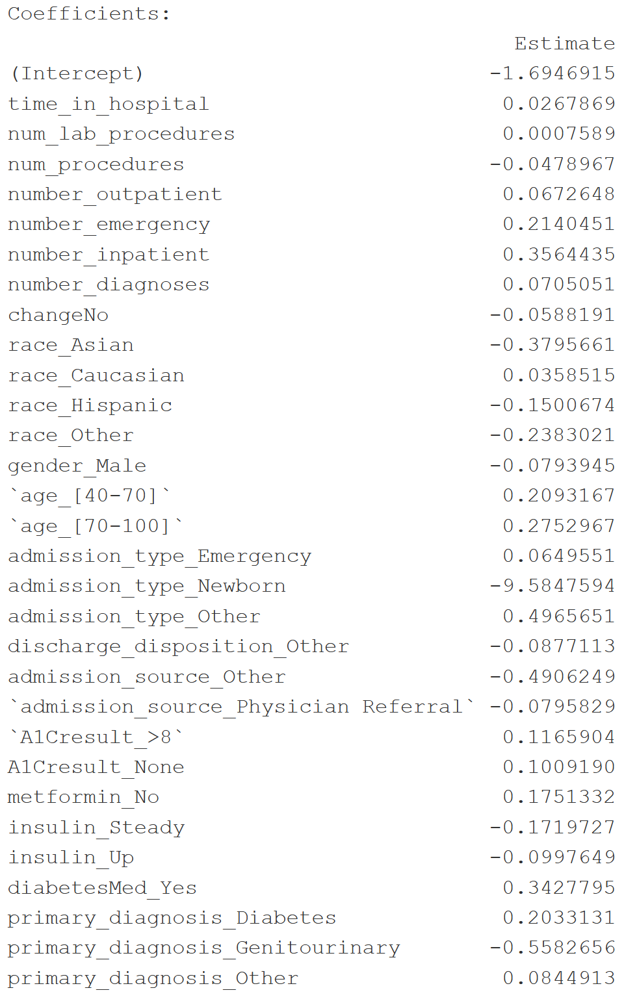 Coefficients:
Estimate
(Intercept) -1.6946915
time_in_hospital 0.0267869
num_lab_procedures 0.0007589
num_procedures -0.0478967
number_outpatient 0.0672648
number_emergency 0.2140451
number_inpatient 0.3564435
number_diagnoses 0.0705051
changeNo -0.0588191
race_Asian -0.3795661
race_Caucasian 0.0358515
race_Hispanic -0.1500674
race_Other -0.2383021
gender_Male -0.0793945
`age_[40-70]` 0.2093167
`age_[70-100]` 0.2752967
admission_type_Emergency 0.0649551
admission_type_Newborn -9.5847594
admission_type_Other 0.4965651
discharge_disposition_Other -0.0877113
admission_source_Other -0.4906249
`admission_source_Physician Referral` -0.0795829
`A1Cresult_>8` 0.1165904
A1Cresult_None 0.1009190
metformin_No 0.1751332
insulin_Steady -0.1719727
insulin_Up -0.0997649
diabetesMed_Yes 0.3427795
primary_diagnosis_Diabetes 0.2033131
primary_diagnosis_Genitourinary -0.5582656
primary_diagnosis_Other 0.0844913